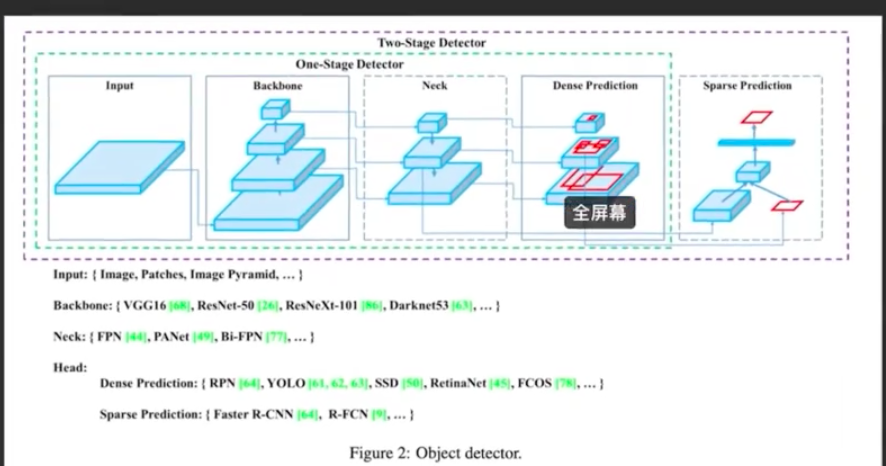 Two-Stage Detector
One-Stage Detector
Input
Backbone
Neck
Dense Prediction
Sparse Prediction
全屏幕
Input: { Image, Patches, Image Pyramid, ... }
Backbone: { VGG16 [68], ResNet-50 [26], ResNeXt-101 [86], Darknet53 [63], ... }
Neck: { FPN [44], PANet [49], Bi-FPN [77], ... }
Head:
Dense Prediction: { RPN [64], YOLO [61, 62, 63], SSD [50], RetinaNet [45], FCOS [78], ... }
Sparse Prediction: { Faster R-CNN [64], R-FCN [9], ... }
Figure 2: Object detector.